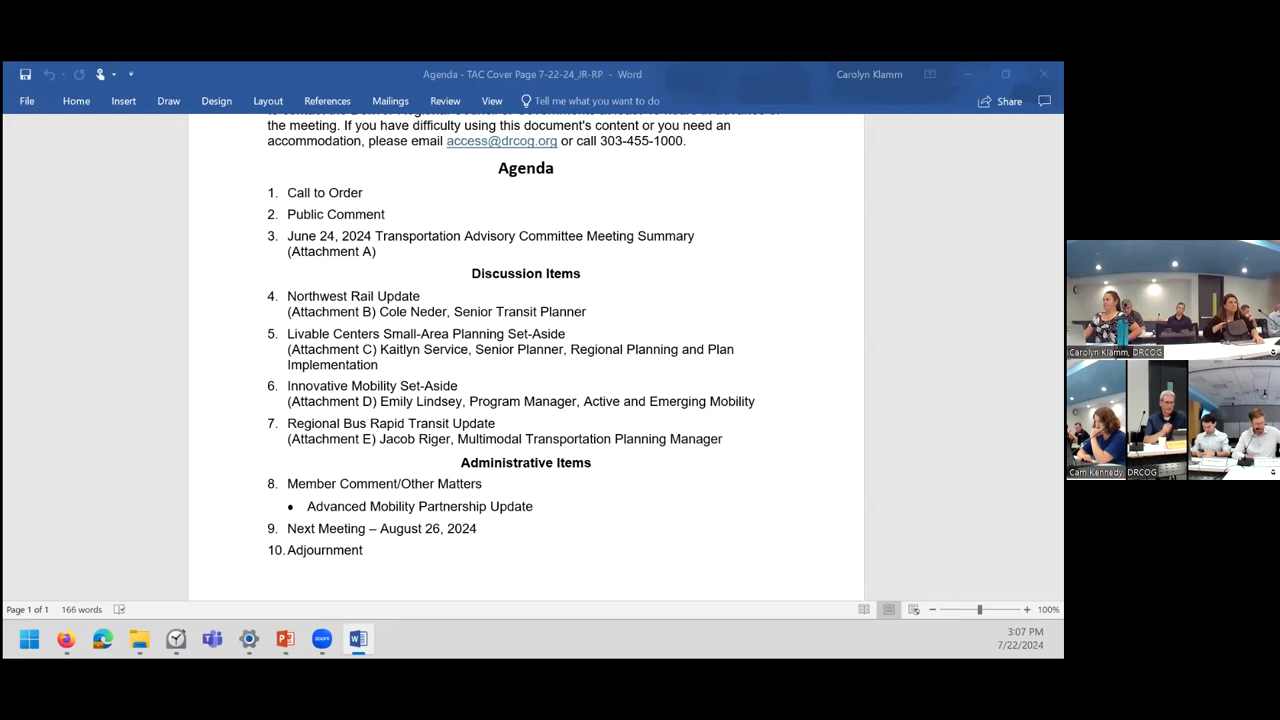 Agenda - TAC Cover Page 7-22-24_JR-RP - Word
Carolyn Klamm
File Home Insert Draw Design Layout References Mailings Review View Tell me what you want to do Share
the meeting. If you have difficulty using this document's content or you need an
accommodation, please email access@drcog.org or call 303-455-1000.
Agenda
1. Call to Order
2. Public Comment
3. June 24, 2024 Transportation Advisory Committee Meeting Summary
(Attachment A)
Discussion Items
4. Northwest Rail Update
(Attachment B) Cole Neder, Senior Transit Planner
5. Livable Centers Small-Area Planning Set-Aside
(Attachment C) Kaitlyn Service, Senior Planner, Regional Planning and Plan
Implementation
6. Innovative Mobility Set-Aside
(Attachment D) Emily Lindsey, Program Manager, Active and Emerging Mobility
7. Regional Bus Rapid Transit Update
(Attachment E) Jacob Riger, Multimodal Transportation Planning Manager
Administrative Items
8. Member Comment/Other Matters
• Advanced Mobility Partnership Update
9. Next Meeting – August 26, 2024
10. Adjournment
Page 1 of 1 166 words
100%
zoom
3:07 PM
7/22/2024
Carolyn Klamm, DRCOG
Cam Kennedy, DRCOG